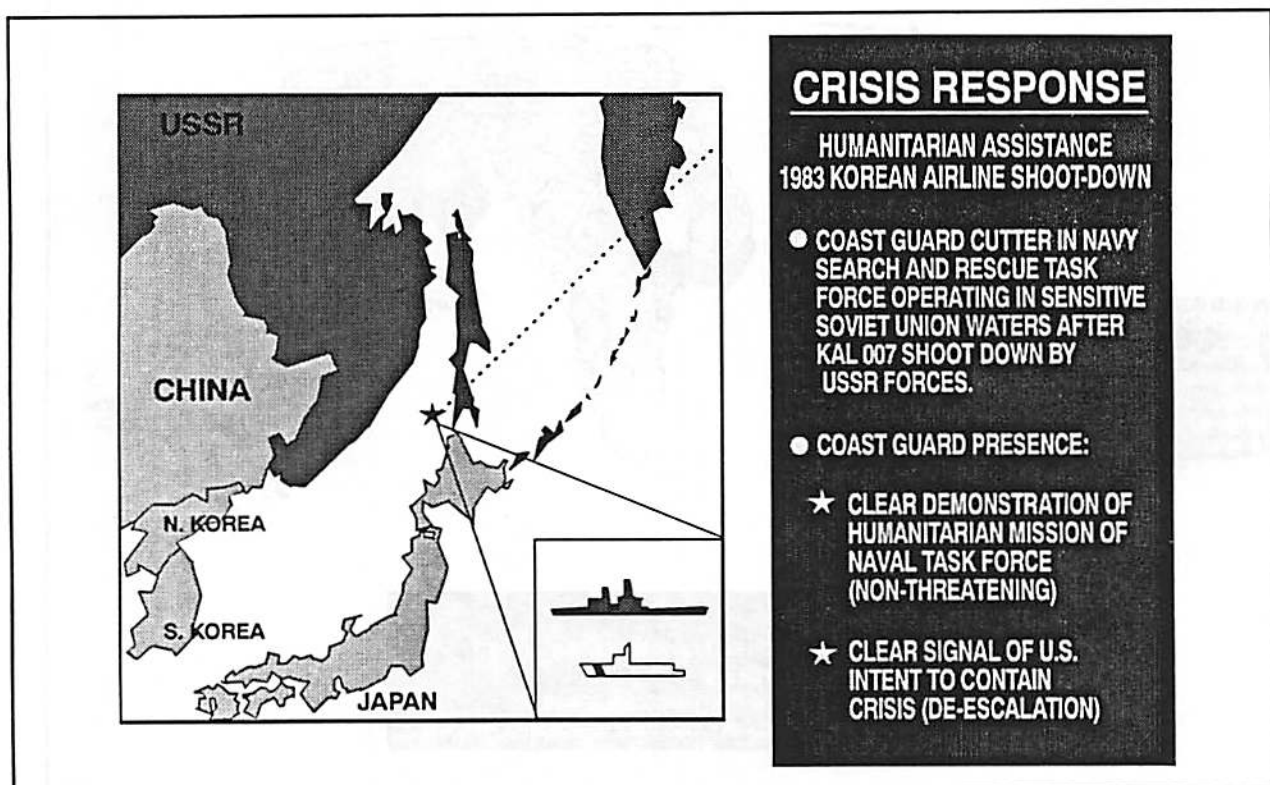 USSR
CHINA
N. KOREA
S. KOREA
JAPAN
CRISIS RESPONSE
HUMANITARIAN ASSISTANCE
1983 KOREAN AIRLINE SHOOT-DOWN
● COAST GUARD CUTTER IN NAVY
SEARCH AND RESCUE TASK
FORCE OPERATING IN SENSITIVE
SOVIET UNION WATERS AFTER
KAL 007 SHOOT DOWN BY
USSR FORCES.
● COAST GUARD PRESENCE:
★ CLEAR DEMONSTRATION OF
HUMANITARIAN MISSION OF
NAVAL TASK FORCE
(NON-THREATENING)
★ CLEAR SIGNAL OF U.S.
INTENT TO CONTAIN
CRISIS (DE-ESCALATION)